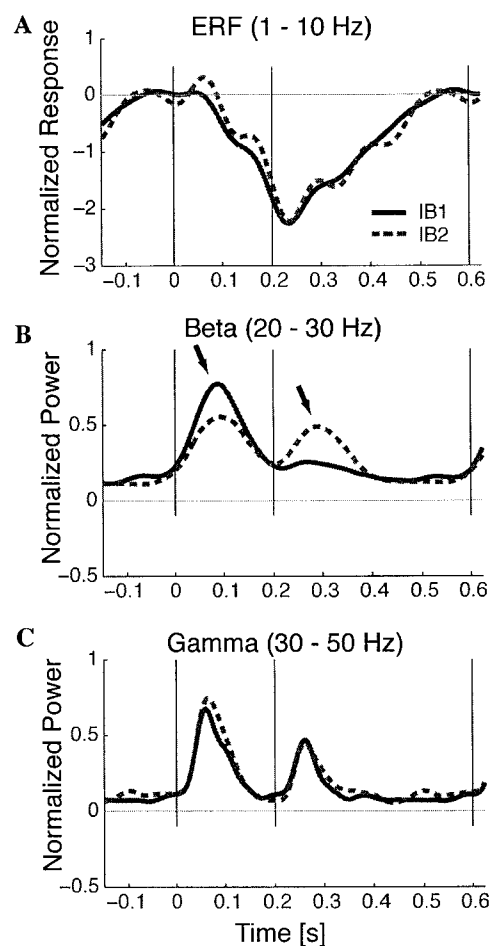 A
ERF (1 - 10 Hz)
Normalized Response
1
0
−1
−2
−3
IB1
IB2
−0.1 0 0.1 0.2 0.3 0.4 0.5 0.6
B
Beta (20 - 30 Hz)
Normalized Power
1
0.5
0
−0.5
−0.1 0 0.1 0.2 0.3 0.4 0.5 0.6
C
Gamma (30 - 50 Hz)
Normalized Power
1
0.5
0
−0.5
−0.1 0 0.1 0.2 0.3 0.4 0.5 0.6
Time [s]